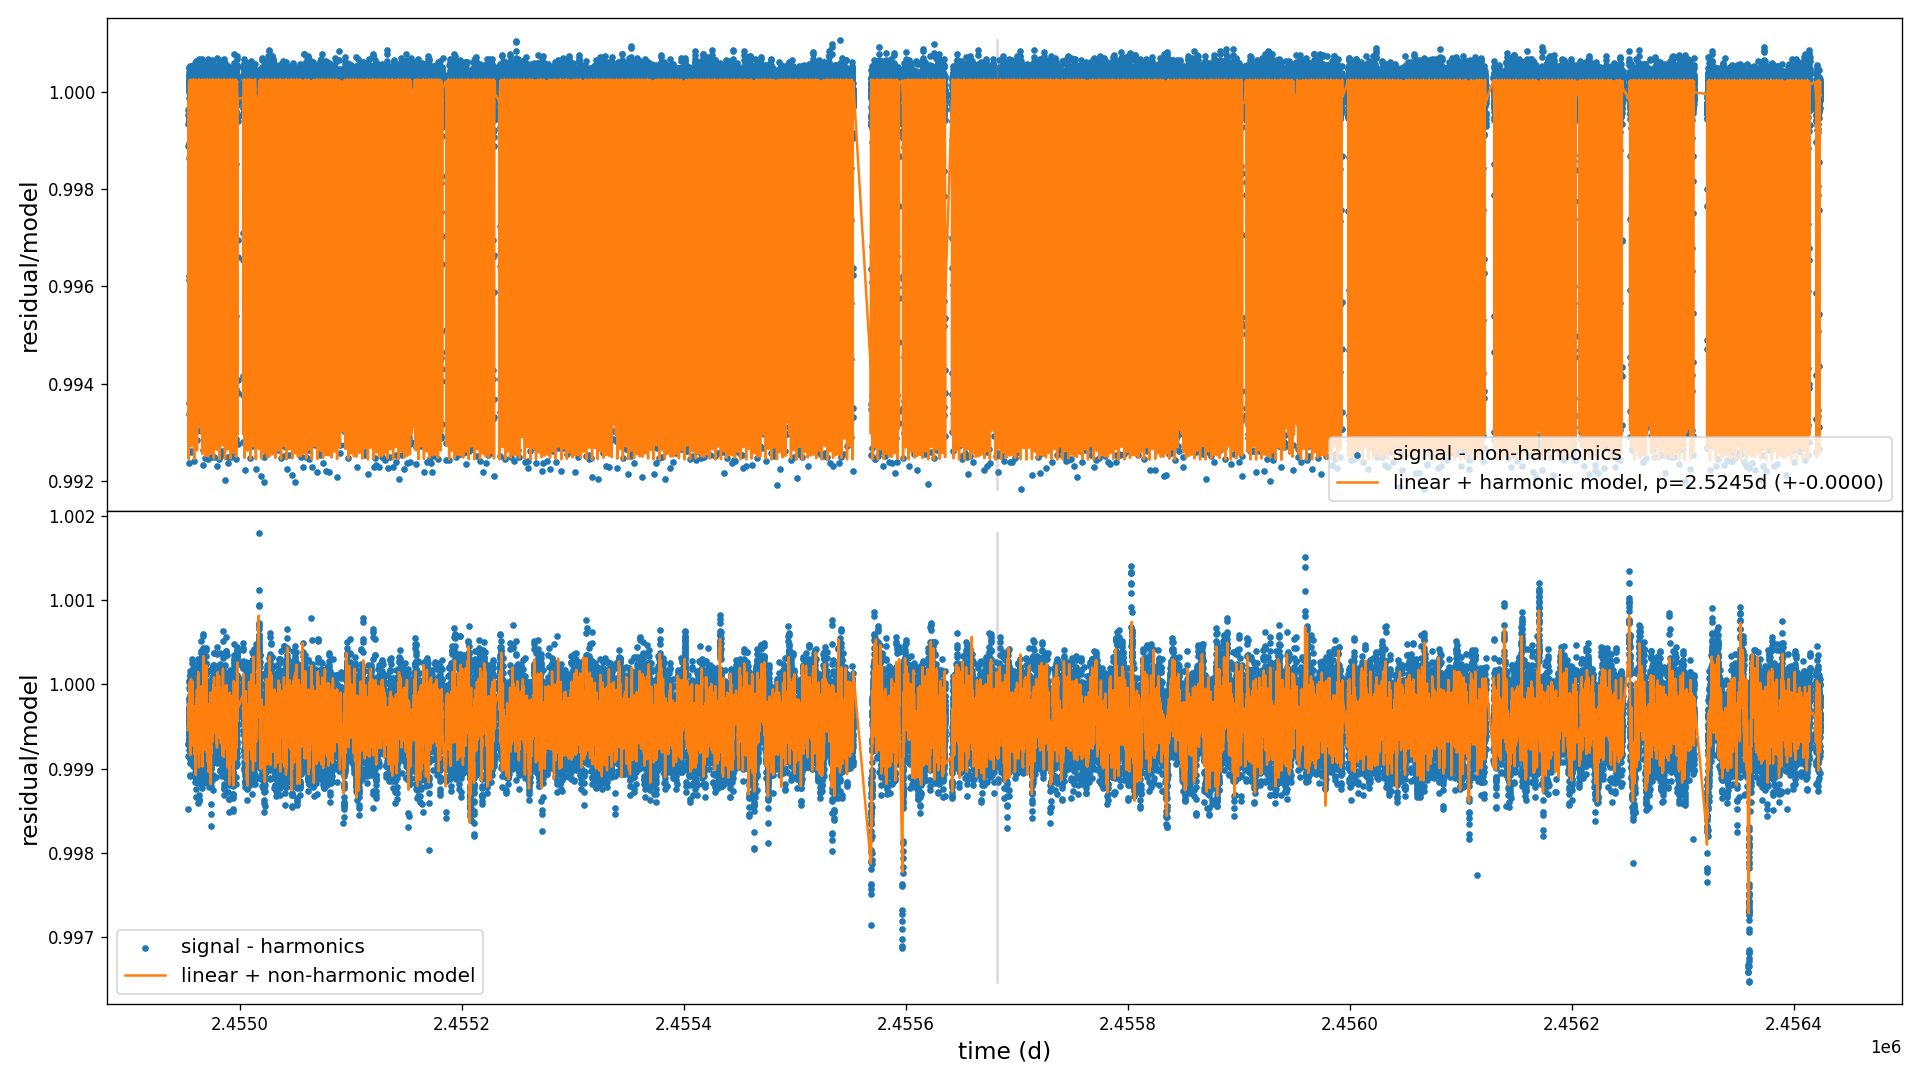 residual/model
1.000
0.998
0.996
0.994
0.992
signal - non-harmonics
linear + harmonic model, p=2.5245d (+-0.0000)
residual/model
1.002
1.001
1.000
0.999
0.998
0.997
signal - harmonics
linear + non-harmonic model
2.4550 2.4552 2.4554 2.4556 2.4558 2.4560 2.4562 2.4564
time (d)
1e6